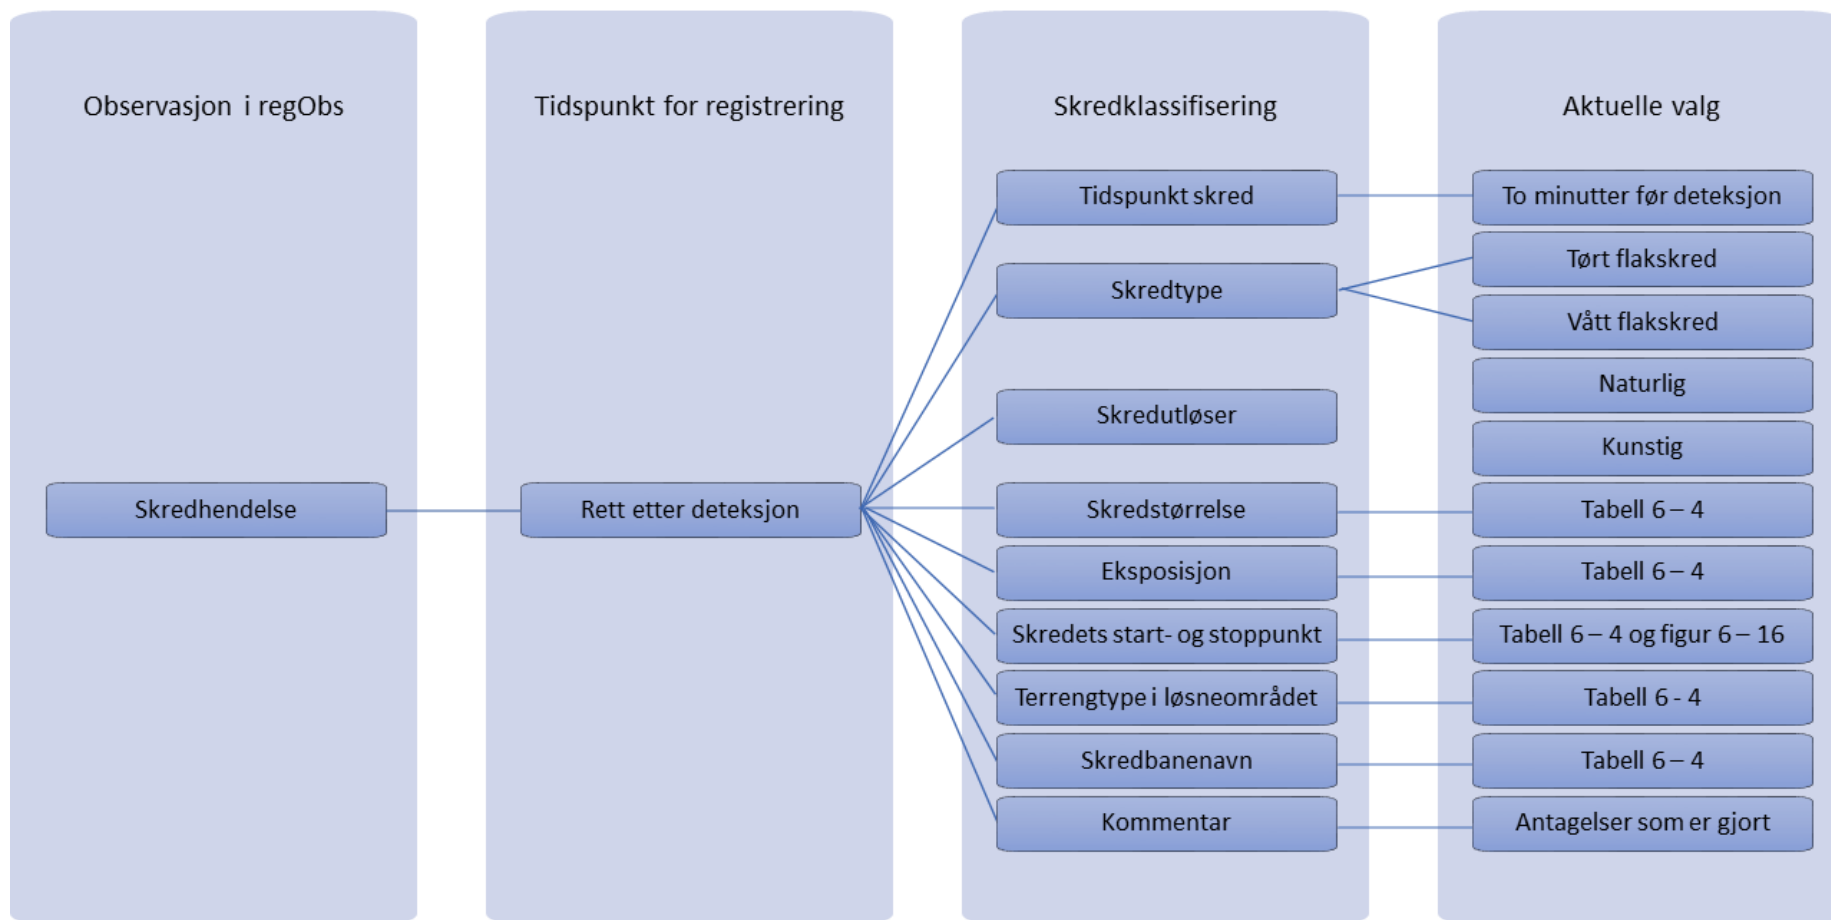 Observasjon i regObs
Tidspunkt for registrering
Skredklassifisering
Aktuelle valg
Skredhendelse
Rett etter deteksjon
Tidspunkt skred
Skredtype
Skredutløser
Skredstørrelse
Eksposisjon
Skredets start- og stoppunkt
Terrengtype i løsneområdet
Skredbanenavn
Kommentar
To minutter før deteksjon
Tørt flakskred
Vått flakskred
Naturlig
Kunstig
Tabell 6 – 4
Tabell 6 – 4
Tabell 6 – 4 og figur 6 – 16
Tabell 6 - 4
Tabell 6 – 4
Antagelser som er gjort